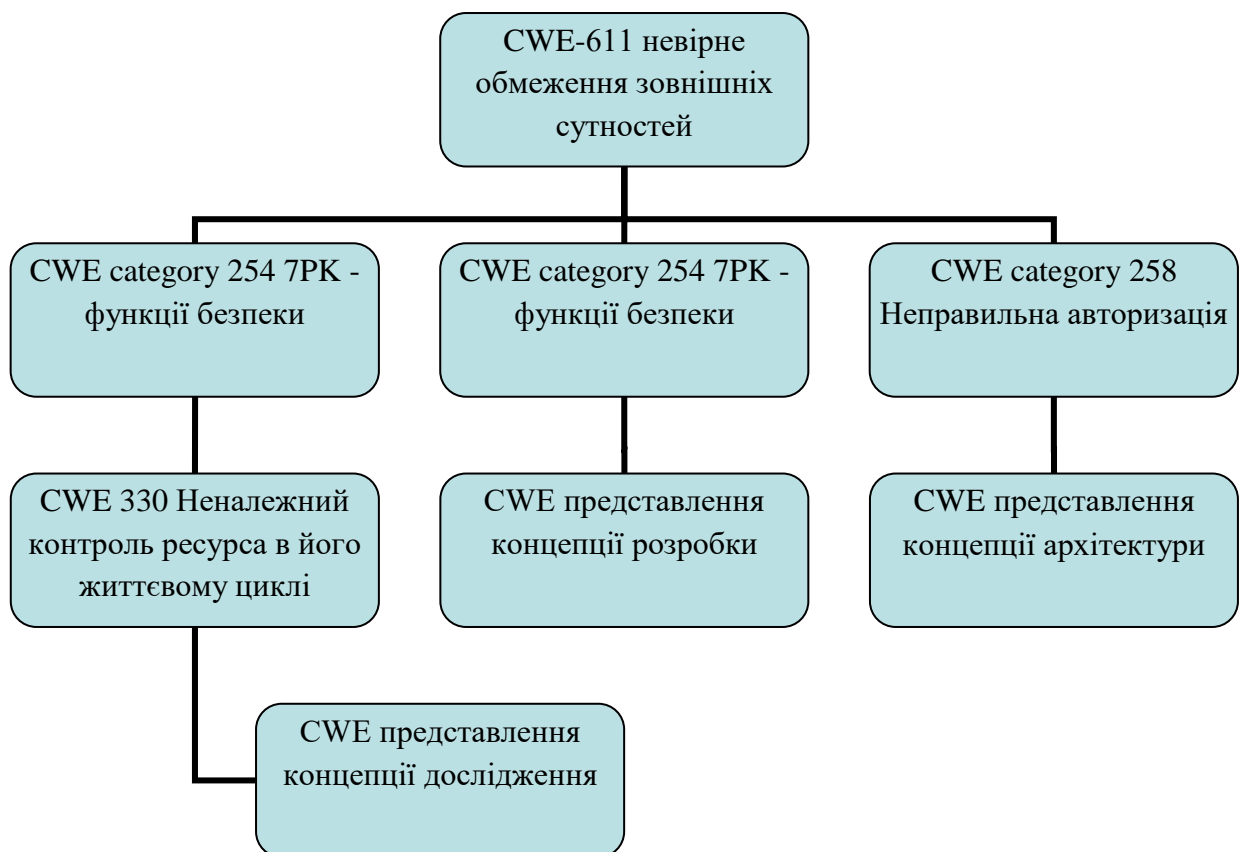 CWE-611 невірне
обмеження зовнішніх
сутностей
CWE category 254 7PK -
функції безпеки
CWE category 254 7PK -
функції безпеки
CWE category 258
Неправильна авторизація
CWE 330 Неналежний
контроль ресурса в його
життєвому циклі
CWE представлення
концепції розробки
CWE представлення
концепції архітектури
CWE представлення
концепції дослідження